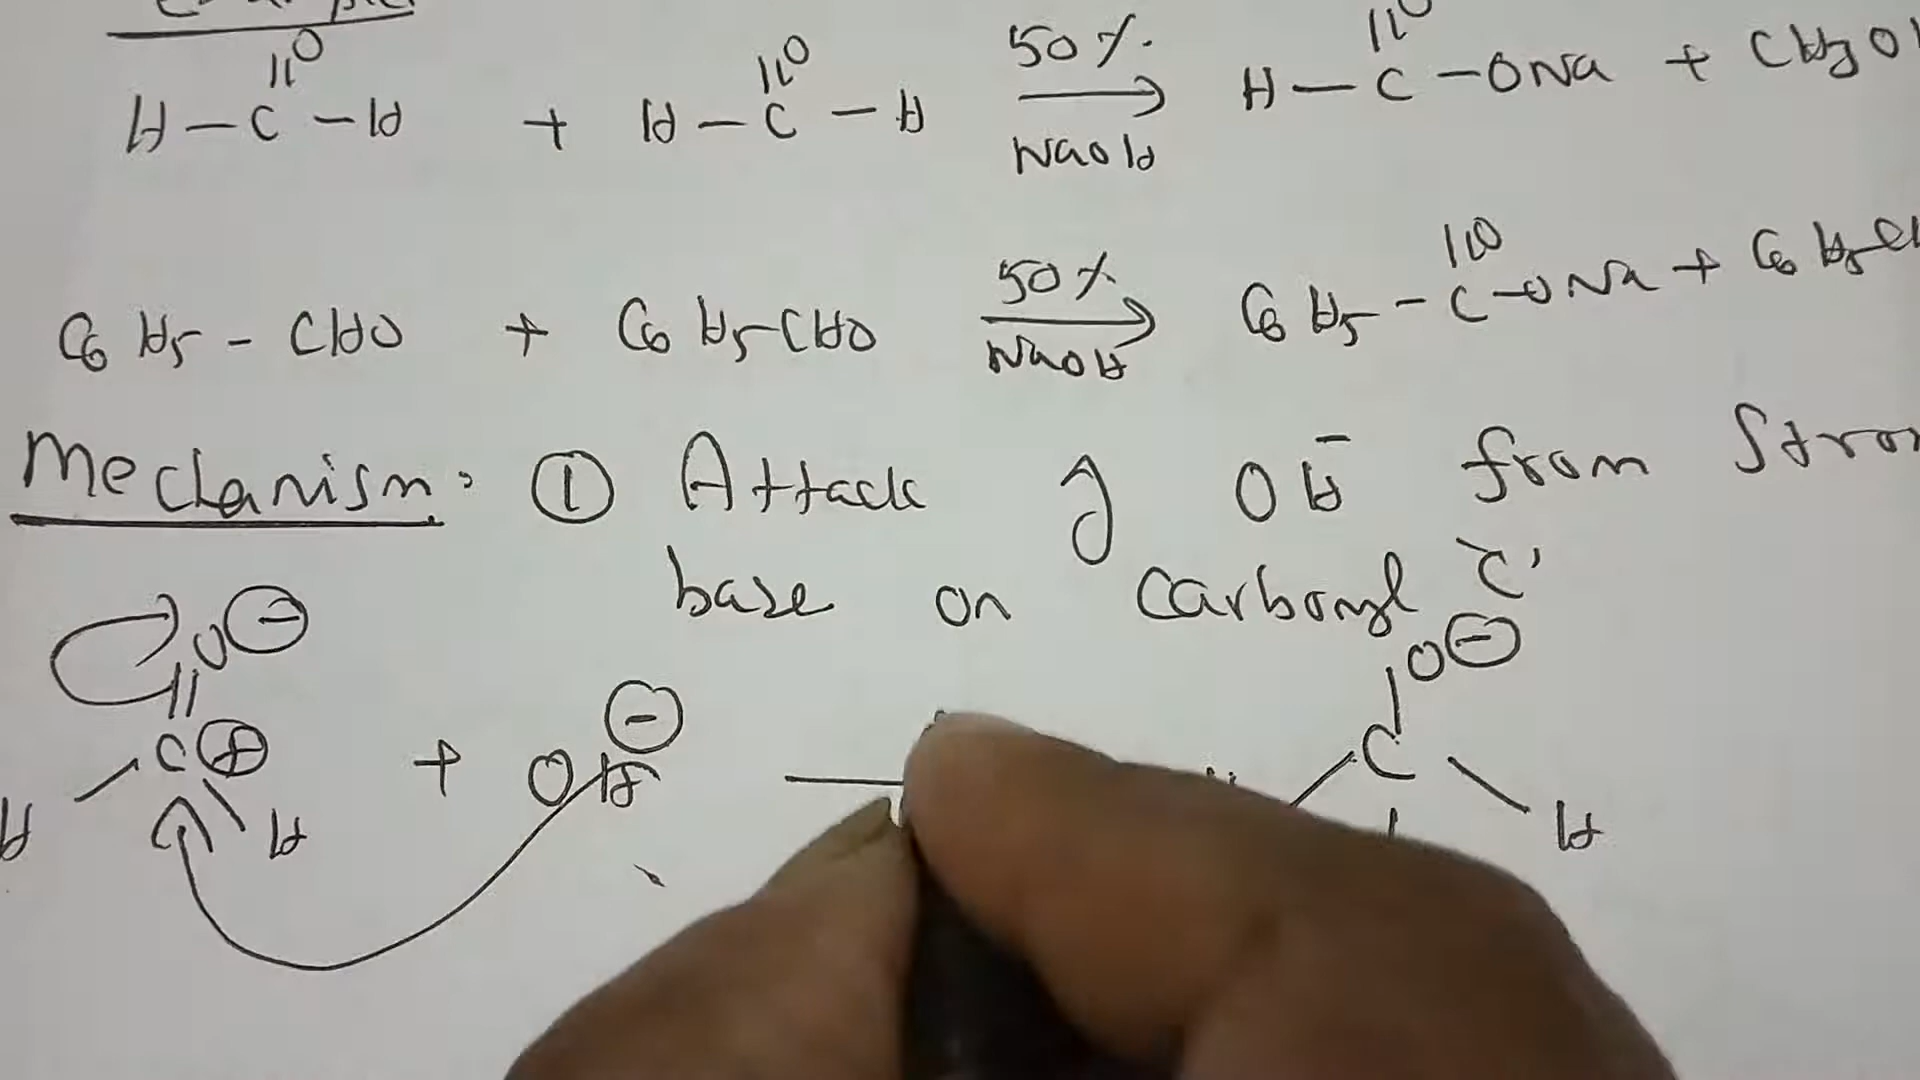 O O 50% O
H – C – H + H – C – H → H – C – ONa + CH3O
NaOH
50% O
C6H5 – CHO + C6H5–CHO → C6H5 – C – ONa + C6H5
NaOH
Mechanism: ① Attack of OH⁻ from Stron
base on Carbonyl 'C'
O ⊖ ⊖ O ⊖
H C ⊕ H + OH C H